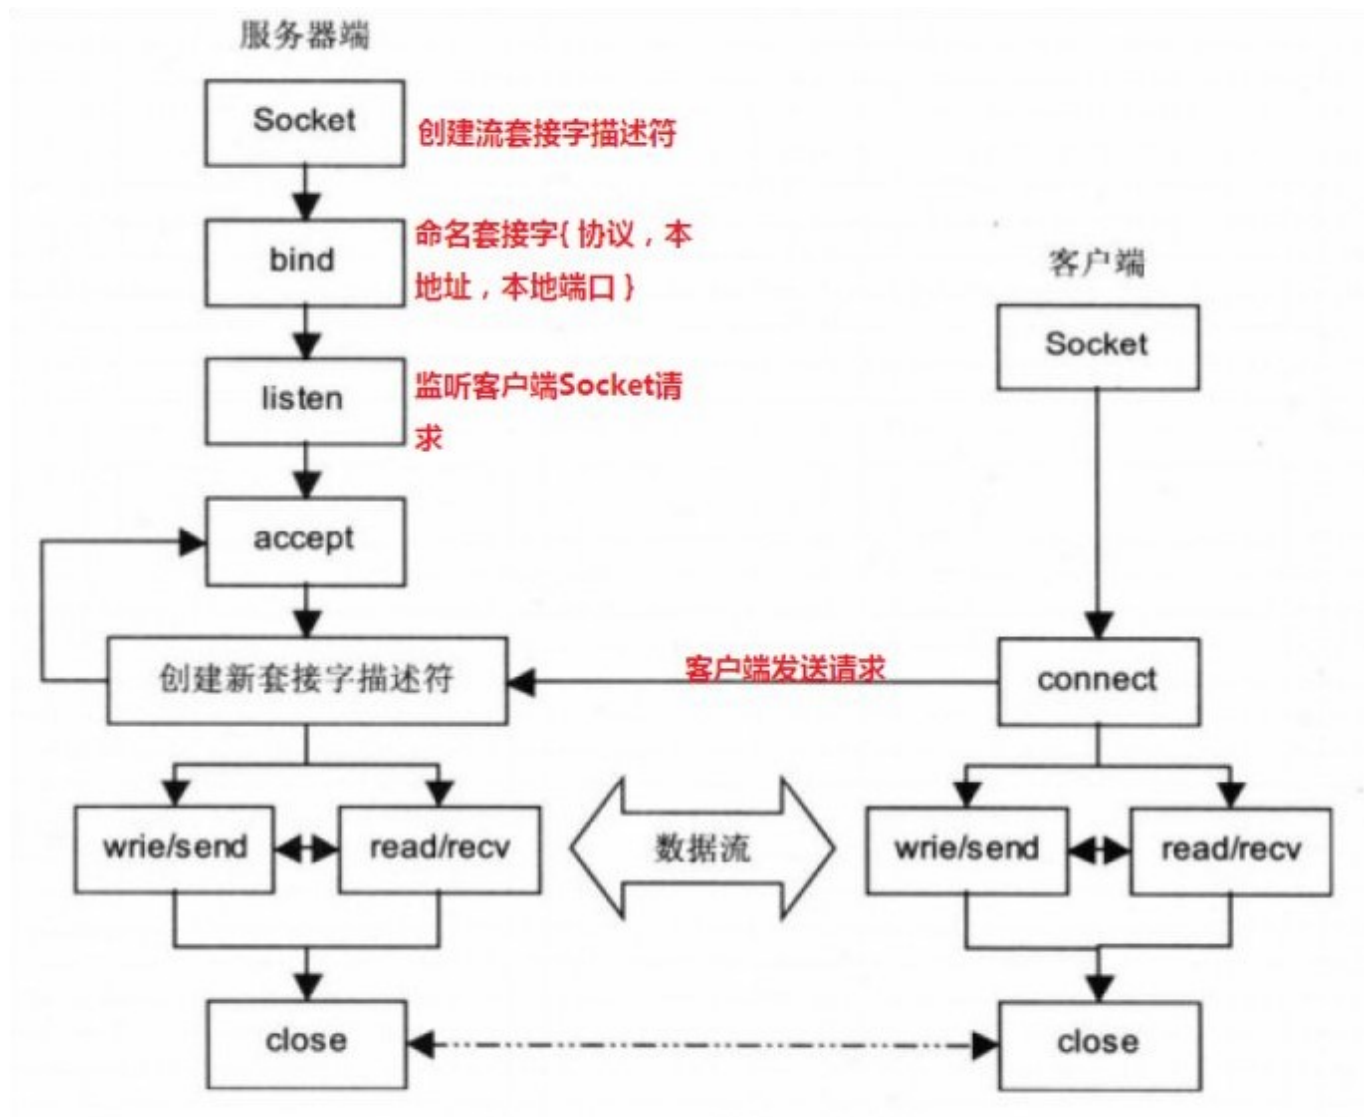 服务器端
Socket
创建流套接字描述符
bind
命名套接字{ 协议，本
地址，本地端口 }
listen
监听客户端Socket请
求
accept
创建新套接字描述符
wrie/send
read/recv
close
客户端发送请求
数据流
客户端
Socket
connect
wrie/send
read/recv
close